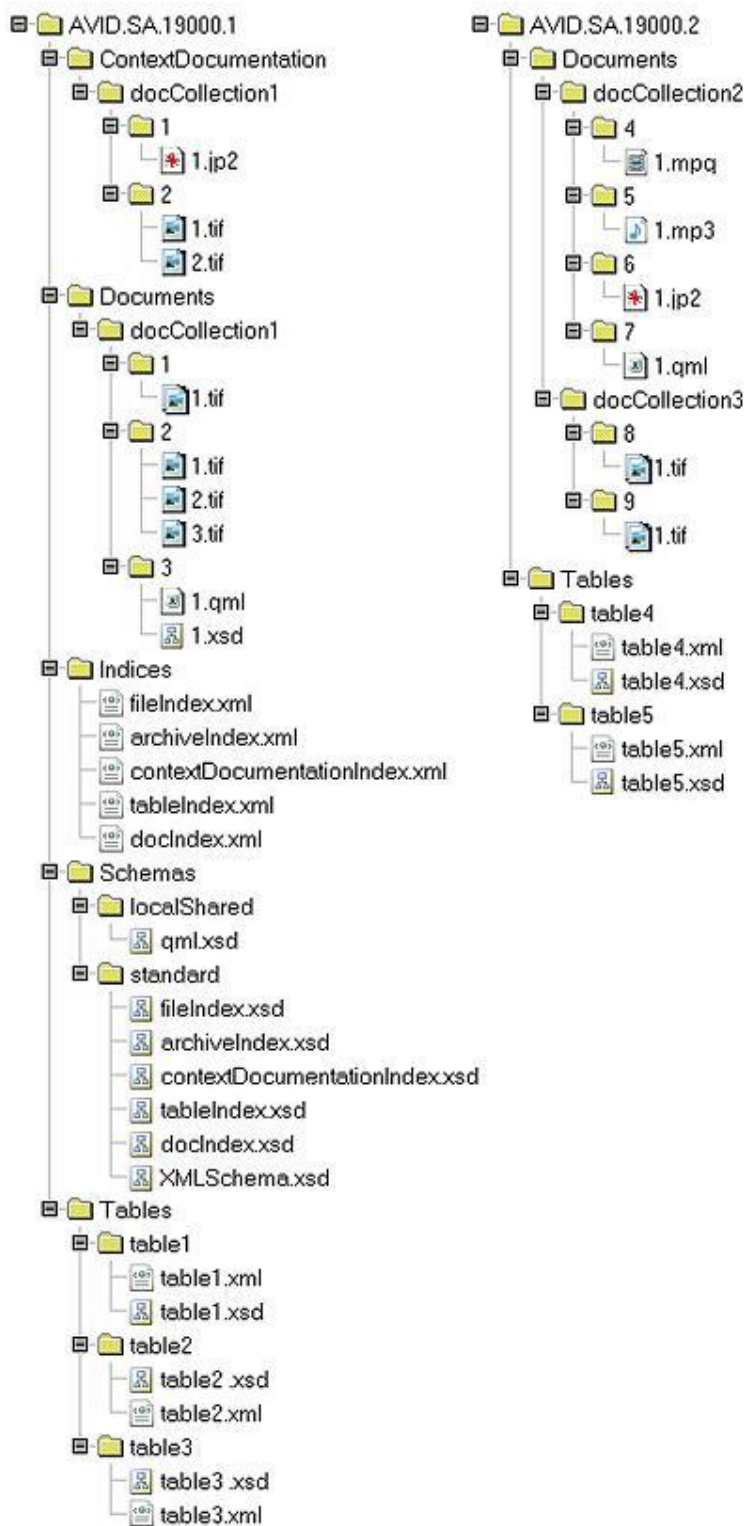 AVID.SA.19000.1
ContextDocumentation
docCollection1
1
1.jp2
2
1.tif
2.tif
Documents
docCollection1
1
1.tif
2
1.tif
2.tif
3.tif
3
1.qml
1.xsd
Indices
fileIndex.xml
archiveIndex.xml
contextDocumentationIndex.xml
tableIndex.xml
docIndex.xml
Schemas
localShared
qml.xsd
standard
fileIndex.xsd
archiveIndex.xsd
contextDocumentationIndex.xsd
tableIndex.xsd
docIndex.xsd
XMLSchema.xsd
Tables
table1
table1.xml
table1.xsd
table2
table2 .xsd
table2.xml
table3
table3 .xsd
table3.xml
AVID.SA.19000.2
Documents
docCollection2
4
1.mpq
5
1.mp3
6
1.jp2
7
1.qml
docCollection3
8
1.tif
9
1.tif
Tables
table4
table4.xml
table4.xsd
table5
table5.xml
table5.xsd